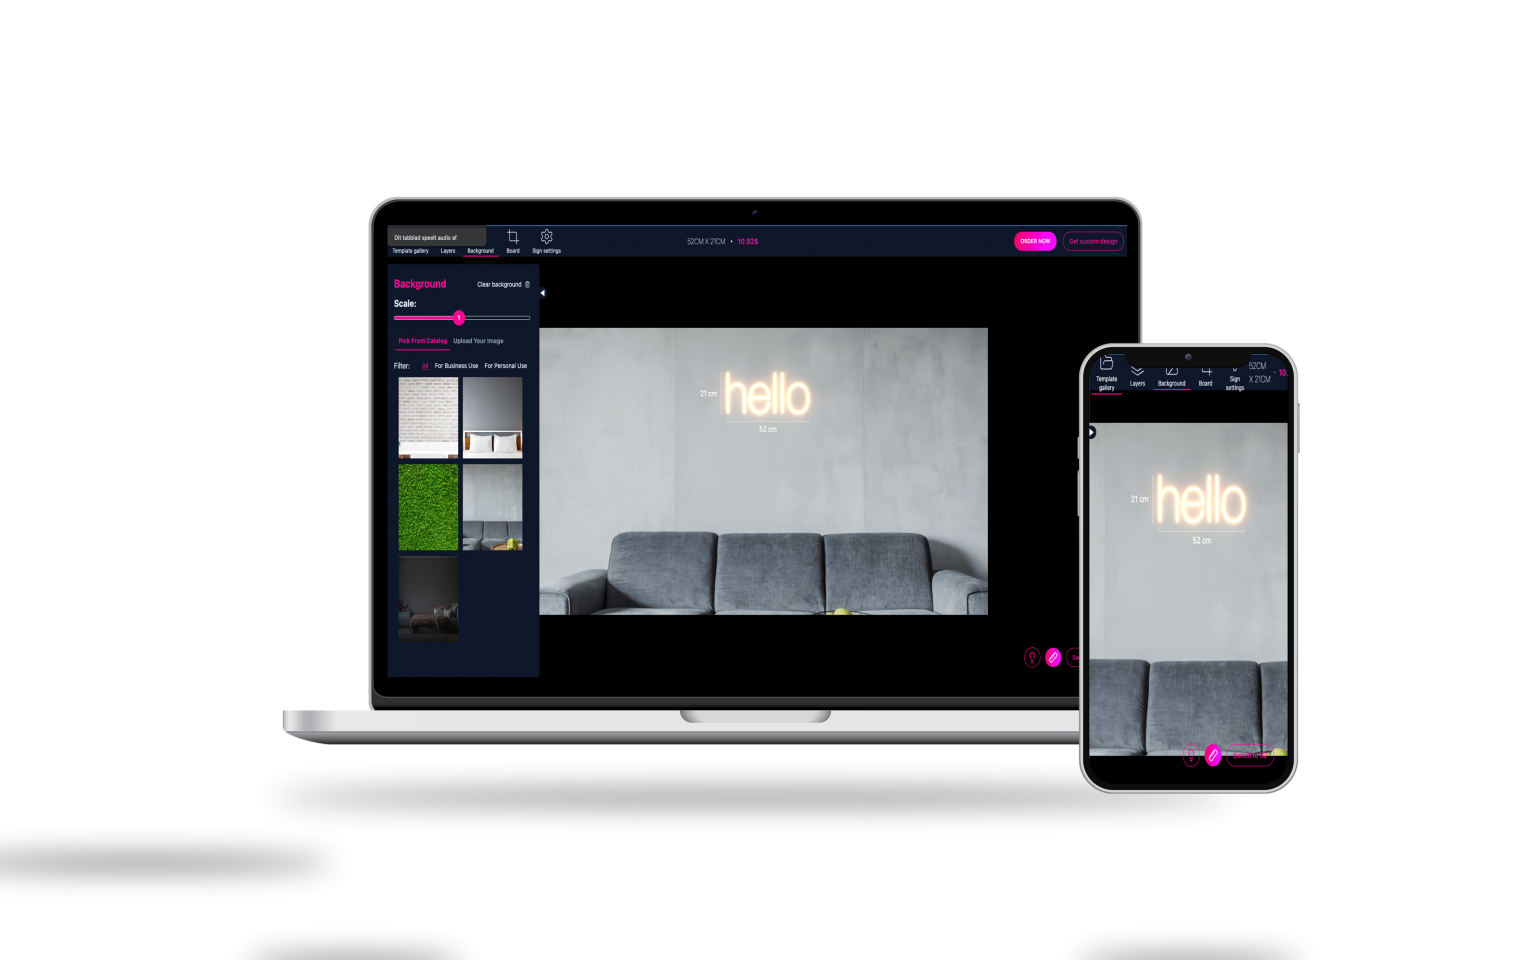 Dit tabblad speelt audio af
Template gallery Layers Background Board Sign settings
52CM X 21CM • 10.92$
ORDER NOW
Get custom design
Background
Clear background
Scale:
1
Pick From Catalog Upload Your Image
Filter: All For Business Use For Personal Use
hello
21 cm
52 cm
Template gallery
Layers
Background
Board
Sign settings
52CM
X 21CM
• 10.
hello
21 cm
52 cm